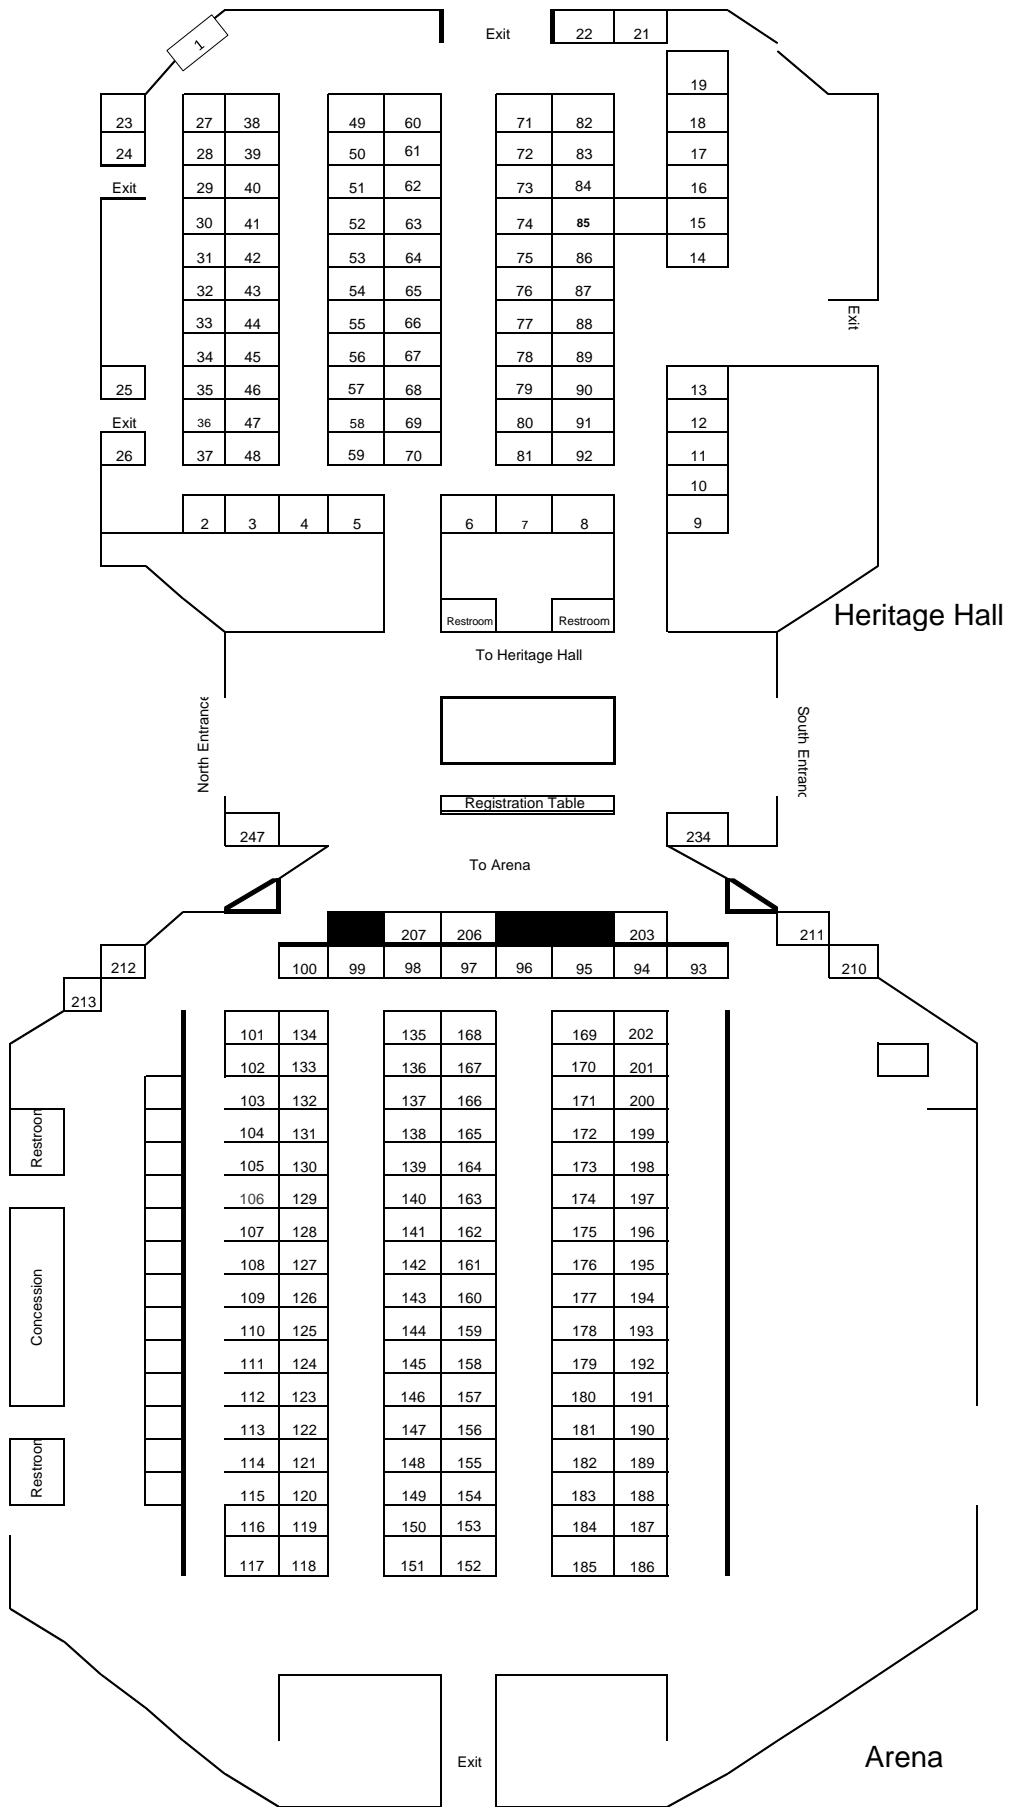 1
Exit
22 21
19
23 27 38 49 60 71 82 18
24 28 39 50 61 72 83 17
Exit 29 40 51 62 73 84 16
30 41 52 63 74 85 15
31 42 53 64 75 86 14
32 43 54 65 76 87
Exit
33 44 55 66 77 88
34 45 56 67 78 89
25 35 46 57 68 79 90 13
Exit 36 47 58 69 80 91 12
26 37 48 59 70 81 92 11
10
2 3 4 5 6 7 8 9
Heritage Hall
Restroom Restroom
To Heritage Hall
North Entrance
South Entranc
Registration Table
247 234
To Arena
207 206 203 211
212 100 99 98 97 96 95 94 93 210
213
101 134 135 168 169 202
102 133 136 167 170 201
103 132 137 166 171 200
Restroon
104 131 138 165 172 199
105 130 139 164 173 198
106 129 140 163 174 197
107 128 141 162 175 196
108 127 142 161 176 195
Concession
109 126 143 160 177 194
110 125 144 159 178 193
111 124 145 158 179 192
112 123 146 157 180 191
113 122 147 156 181 190
Restroon
114 121 148 155 182 189
115 120 149 154 183 188
116 119 150 153 184 187
117 118 151 152 185 186
Arena
Exit